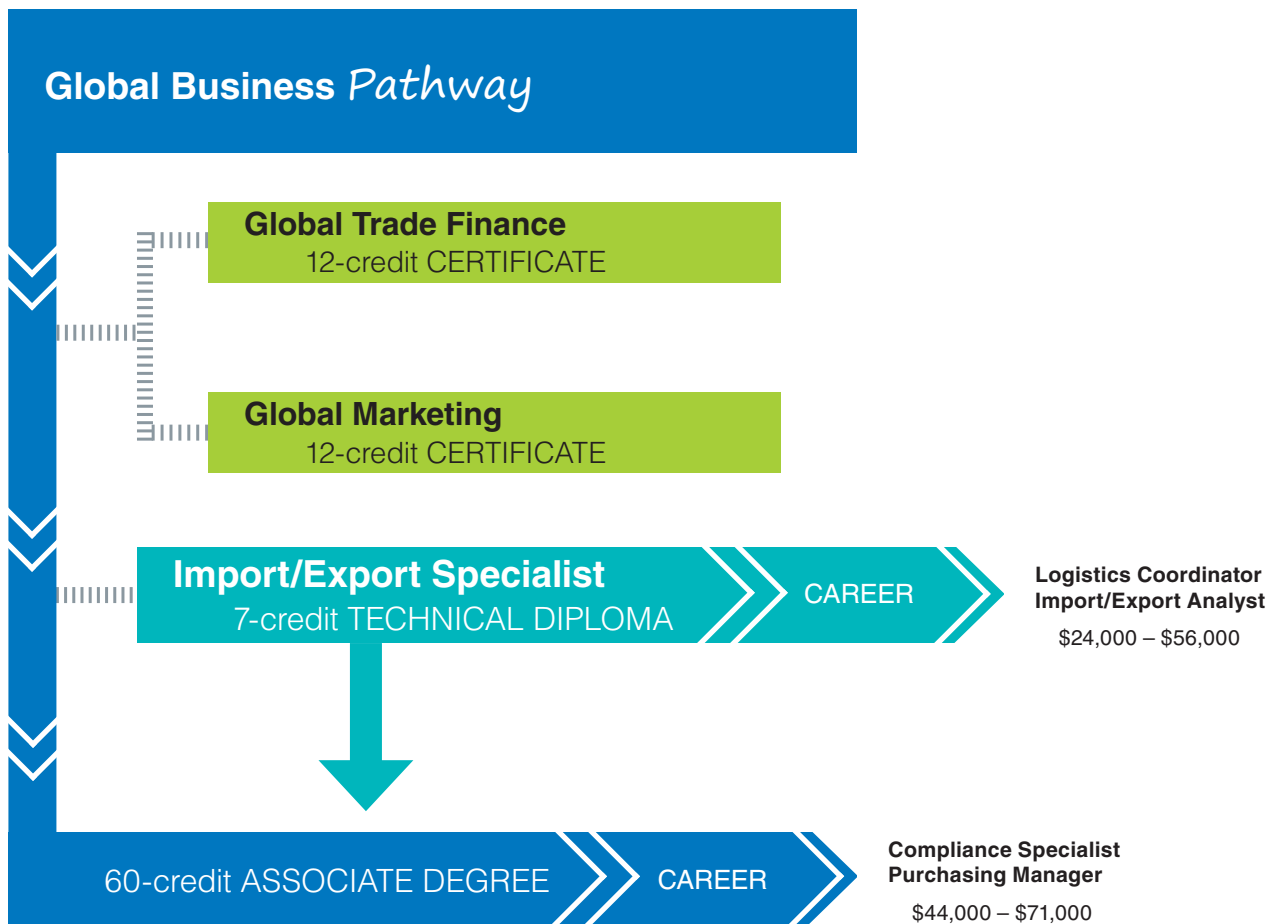 Global Business Pathway
Global Trade Finance
12-credit CERTIFICATE
Global Marketing
12-credit CERTIFICATE
Import/Export Specialist
7-credit TECHNICAL DIPLOMA
CAREER
Logistics Coordinator
Import/Export Analyst
$24,000 – $56,000
60-credit ASSOCIATE DEGREE
CAREER
Compliance Specialist
Purchasing Manager
$44,000 – $71,000